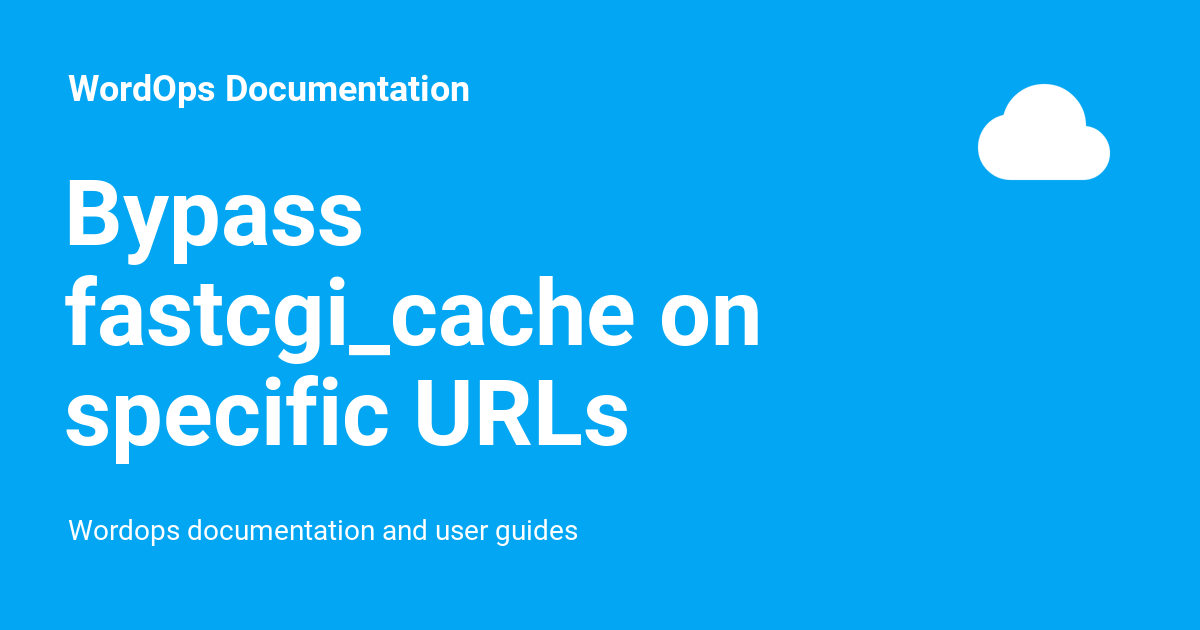 WordOps Documentation
Bypass
fastcgi_cache on
specific URLs
Wordops documentation and user guides